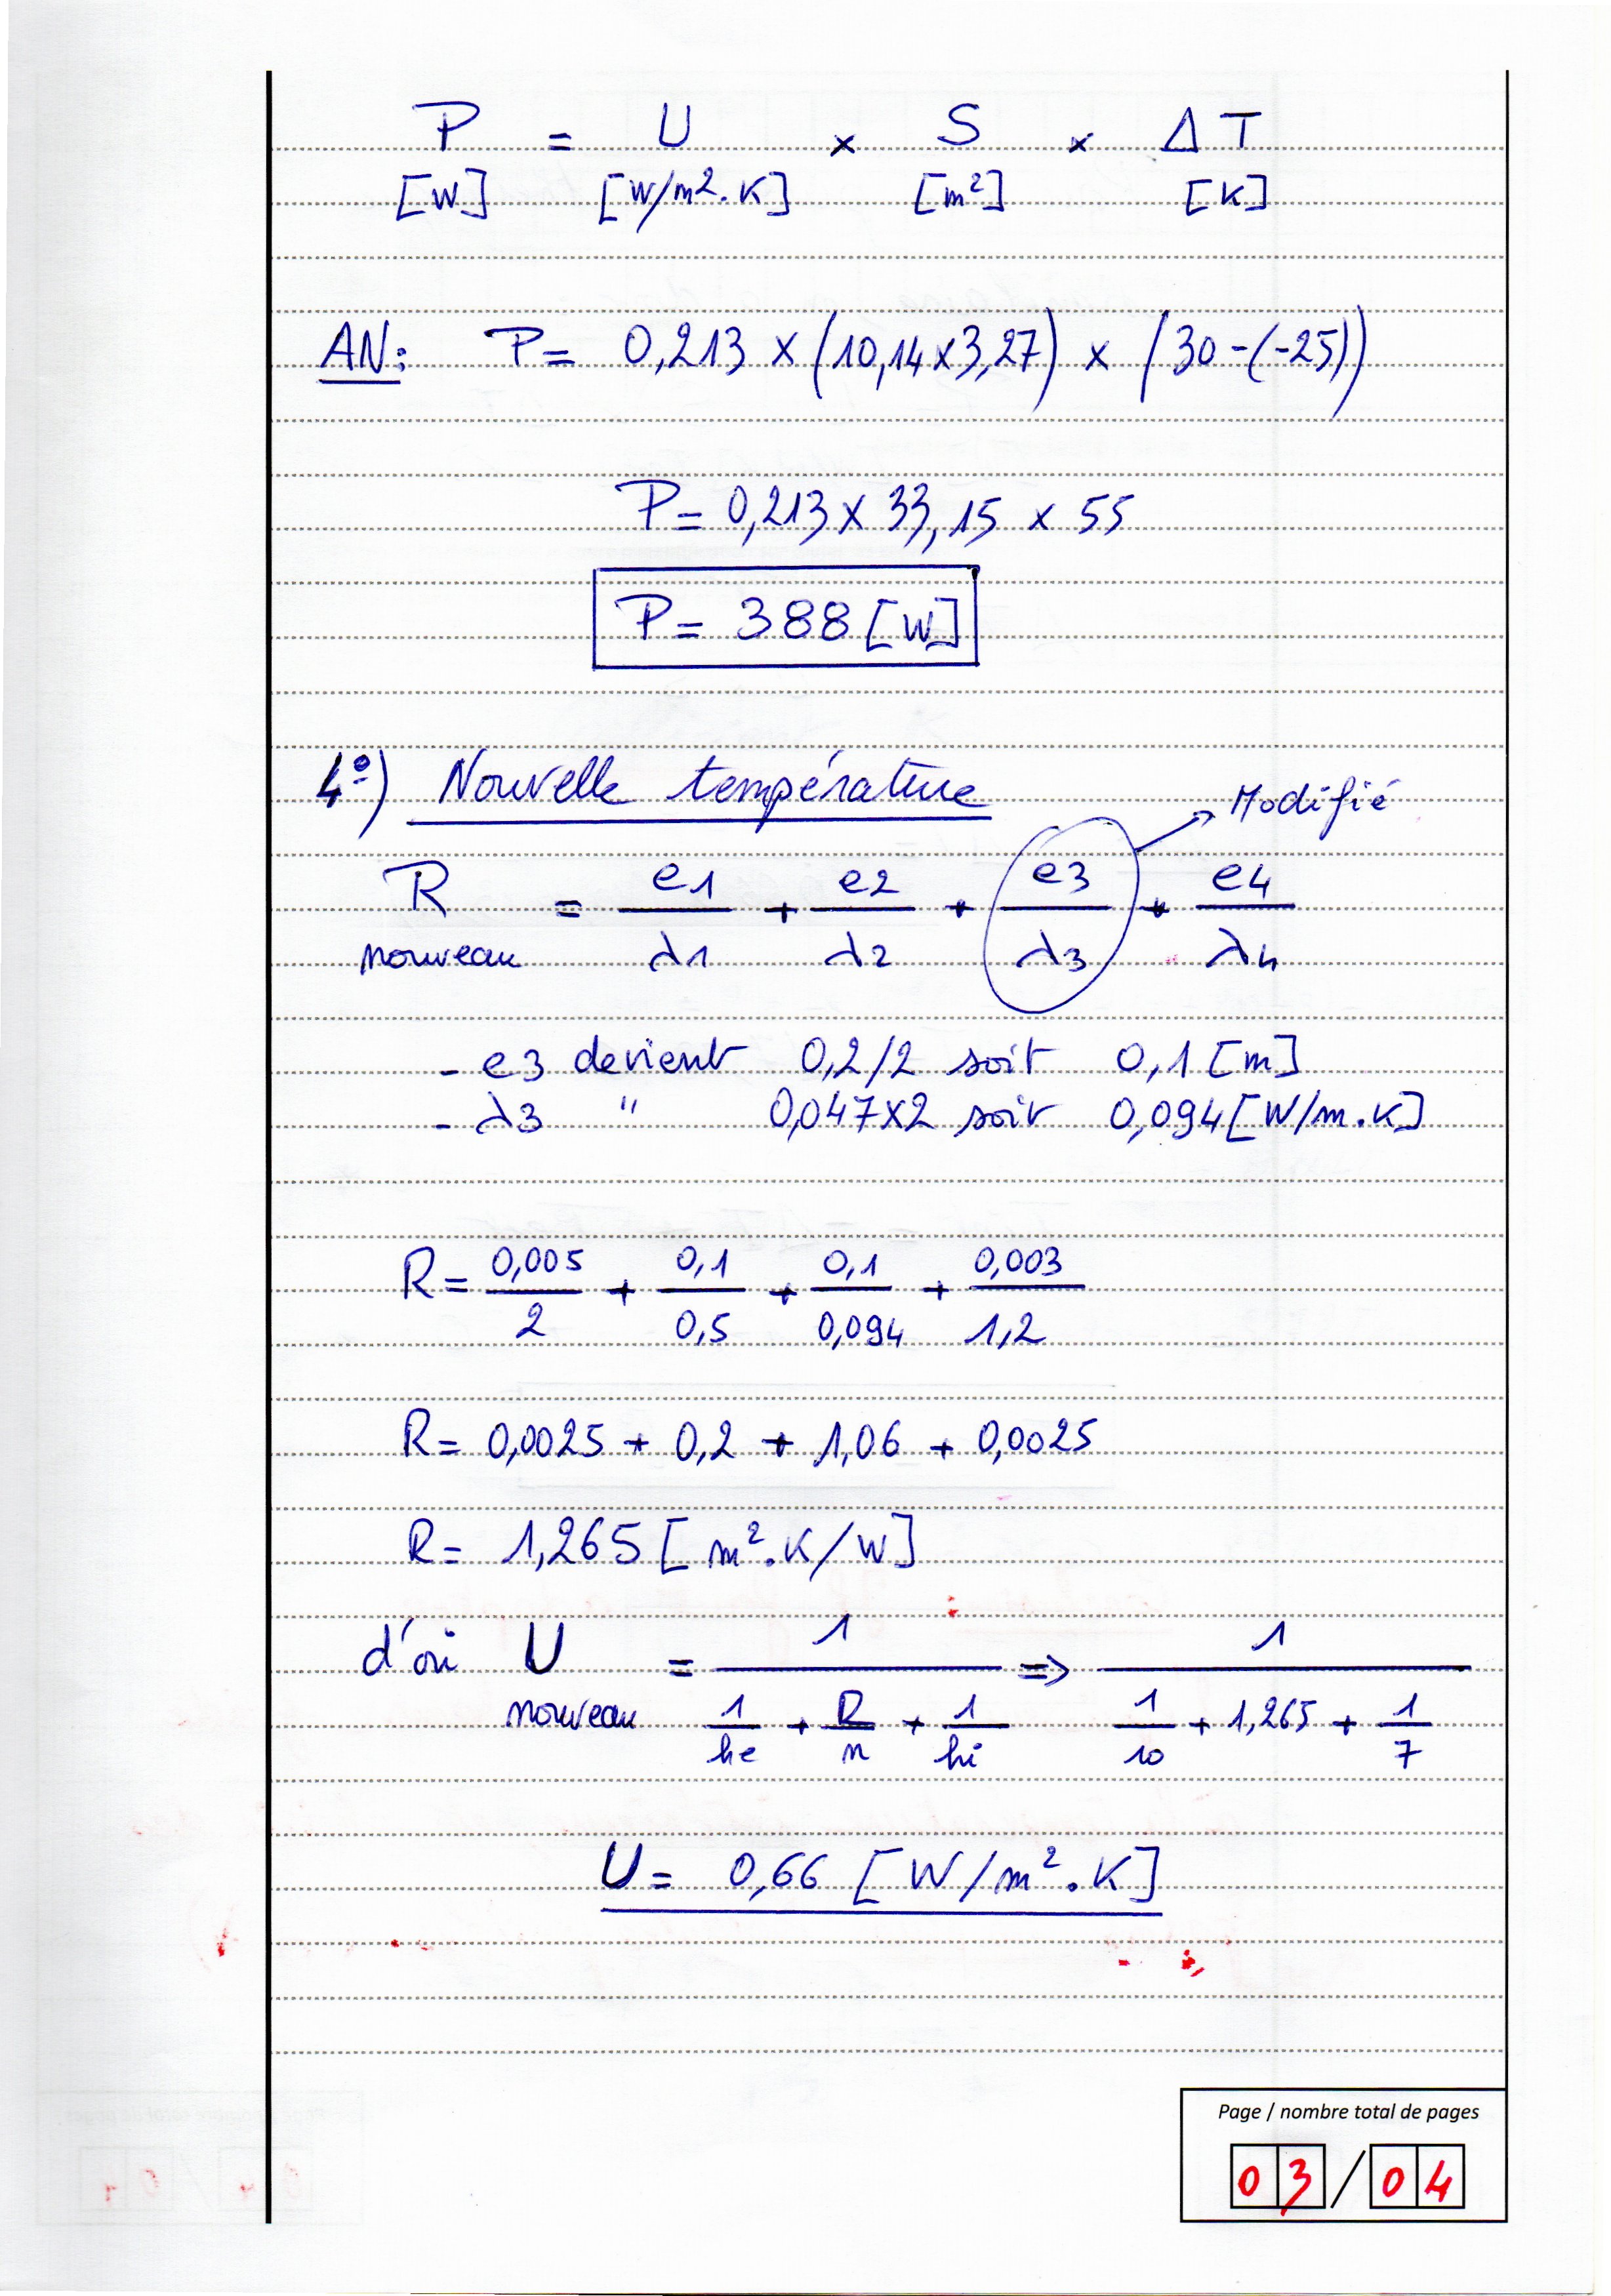 P = U × S × Δ T
[W] [W/m². K] [m²] [K]
AN: P = 0,213 × (10,14 × 3,27) × (30 - (-25))
P = 0,213 × 33,15 × 55
P = 388 [W]
4°) Nouvelle température
Modifié
R nouveau = e1/λ1 + e2/λ2 + e3/λ3 + e4/λ4
- e3 devient 0,2/2 soit 0,1 [m]
- λ3 " 0,047×2 soit 0,094 [W/m.K]
R = 0,005/2 + 0,1/0,5 + 0,1/0,094 + 0,003/1,2
R = 0,0025 + 0,2 + 1,06 + 0,0025
R = 1,265 [m².K/W]
d'où U nouveau = 1/(1/he + R/n + 1/hi) => 1/(1/10 + 1,265 + 1/7)
U = 0,66 [W/m².K]
Page / nombre total de pages
03/04